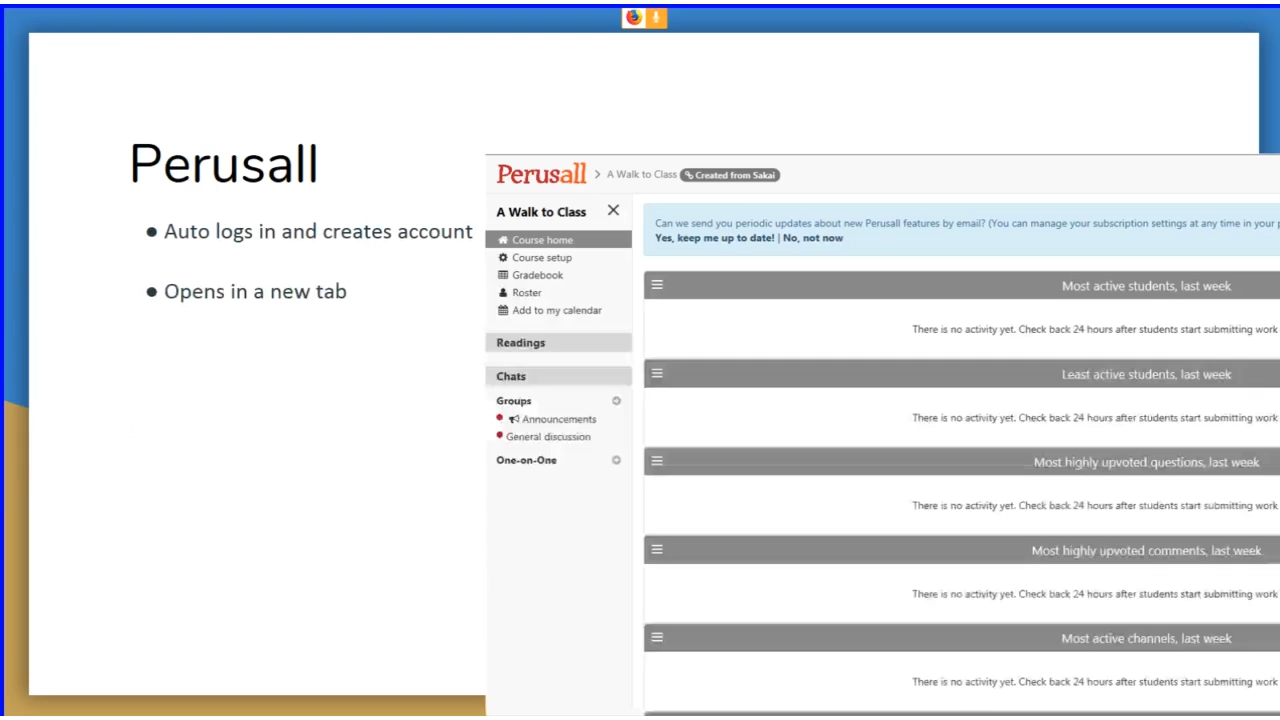 Perusall
• Auto logs in and creates account
• Opens in a new tab
Perusall > A Walk to Class Created from Sakai
A Walk to Class
Course home
Course setup
Gradebook
Roster
Add to my calendar
Readings
Chats
Groups
Announcements
General discussion
One-on-One
Can we send you periodic updates about new Perusall features by email? (You can manage your subscription settings at any time in your
Yes, keep me up to date! | No, not now
Most active students, last week
There is no activity yet. Check back 24 hours after students start submitting work
Least active students, last week
There is no activity yet. Check back 24 hours after students start submitting work
Most highly upvoted questions, last week
There is no activity yet. Check back 24 hours after students start submitting work
Most highly upvoted comments, last week
There is no activity yet. Check back 24 hours after students start submitting work
Most active channels, last week
There is no activity yet. Check back 24 hours after students start submitting work